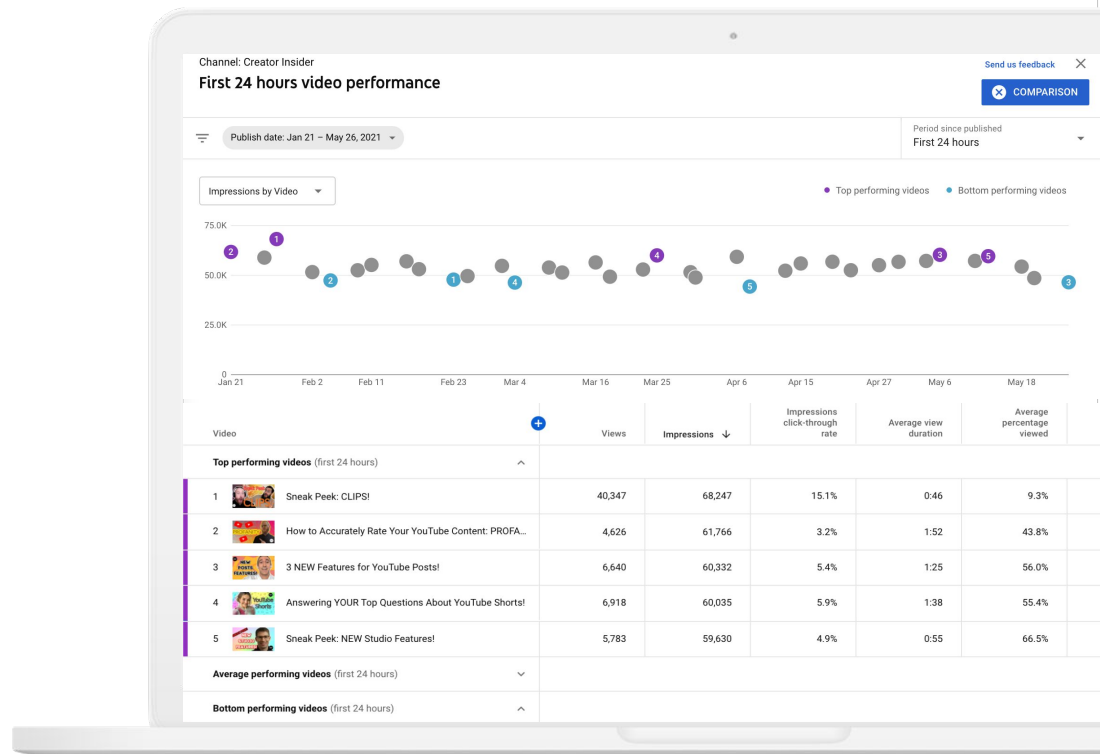 Channel: Creator Insider
First 24 hours video performance
Send us feedback
COMPARISON
Publish date: Jan 21 – May 26, 2021
Period since published
First 24 hours
Impressions by Video
Top performing videos
Bottom performing videos
75.0K
50.0K
25.0K
0
2
1
2
1
4
4
5
3
5
3
Jan 21 Feb 2 Feb 11 Feb 23 Mar 4 Mar 16 Mar 25 Apr 6 Apr 15 Apr 27 May 6 May 18
Video Views Impressions Impressions click-through rate Average view duration Average percentage viewed
Top performing videos (first 24 hours)
1 Sneak Peek: CLIPS! 40,347 68,247 15.1% 0:46 9.3%
2 How to Accurately Rate Your YouTube Content: PROFA... 4,626 61,766 3.2% 1:52 43.8%
3 NEW POSTS FEATURES! 3 NEW Features for YouTube Posts! 6,640 60,332 5.4% 1:25 56.0%
4 YouTube Shorts Answering YOUR Top Questions About YouTube Shorts! 6,918 60,035 5.9% 1:38 55.4%
5 Sneak Peek: NEW Studio Features! 5,783 59,630 4.9% 0:55 66.5%
Average performing videos (first 24 hours)
Bottom performing videos (first 24 hours)